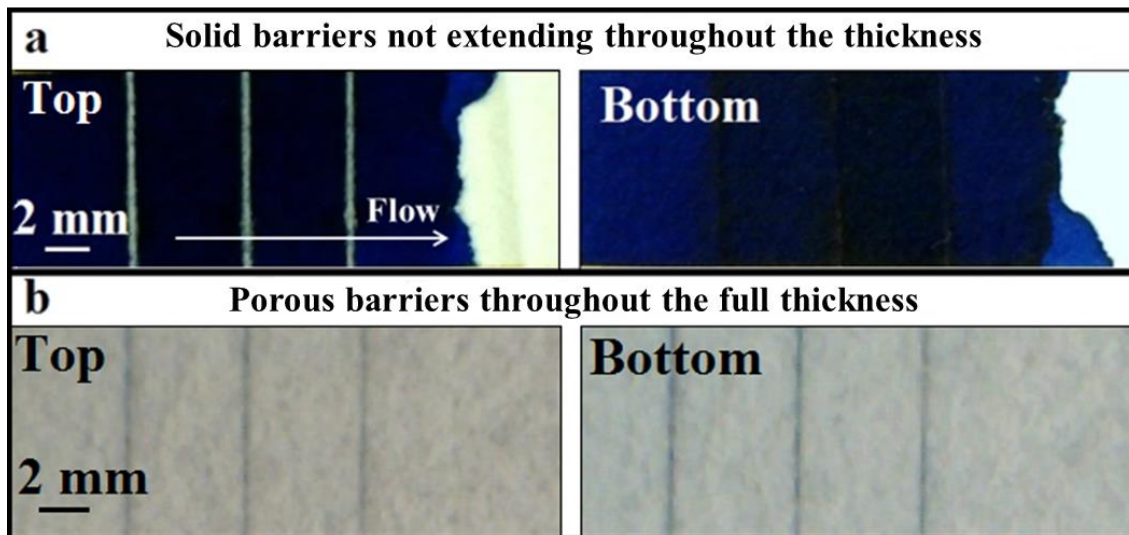 a
Solid barriers not extending throughout the thickness
Top
Bottom
2 mm
Flow
b
Porous barriers throughout the full thickness
Top
Bottom
2 mm